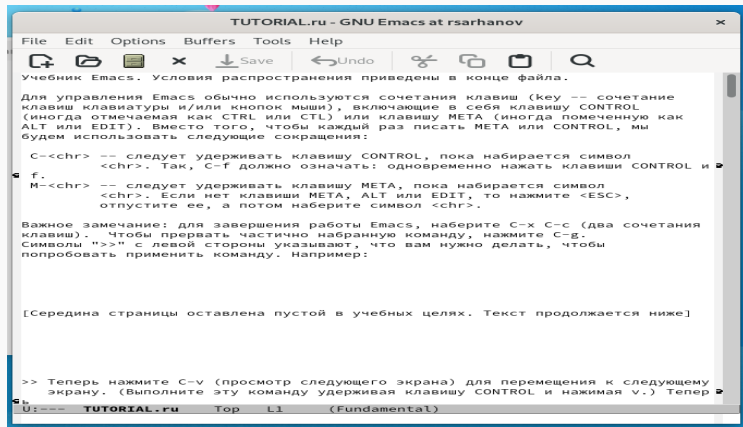 TUTORIAL.ru - GNU Emacs at rsarhanov
File Edit Options Buffers Tools Help
Save Undo
Учебник Emacs. Условия распространения приведены в конце файла.
Для управления Emacs обычно используются сочетания клавиш (key -- сочетание
клавиш клавиатуры и/или кнопок мыши), включающие в себя клавишу CONTROL
(иногда отмечаемая как CTRL или CTL) или клавишу META (иногда помеченную как
ALT или EDIT). Вместо того, чтобы каждый раз писать META или CONTROL, мы
будем использовать следующие сокращения:
C-<chr> -- следует удерживать клавишу CONTROL, пока набирается символ
<chr>. Так, C-f должно означать: одновременно нажать клавиши CONTROL и
f.
M-<chr> -- следует удерживать клавишу META, пока набирается символ
<chr>. Если нет клавиши META, ALT или EDIT, то нажмите <ESC>,
отпустите ее, а потом наберите символ <chr>.
Важное замечание: для завершения работы Emacs, наберите C-x C-c (два сочетания
клавиш). Чтобы прервать частично набранную команду, нажмите C-g.
Символы ">>" с левой стороны указывают, что вам нужно делать, чтобы
попробовать применить команду. Например:
[Середина страницы оставлена пустой в учебных целях. Текст продолжается ниже]
>> Теперь нажмите C-v (просмотр следующего экрана) для перемещения к следующему
экрану. (Выполните эту команду удерживая клавишу CONTROL и нажимая v.) Тепер
ь
U:--- TUTORIAL.ru Top L1 (Fundamental)